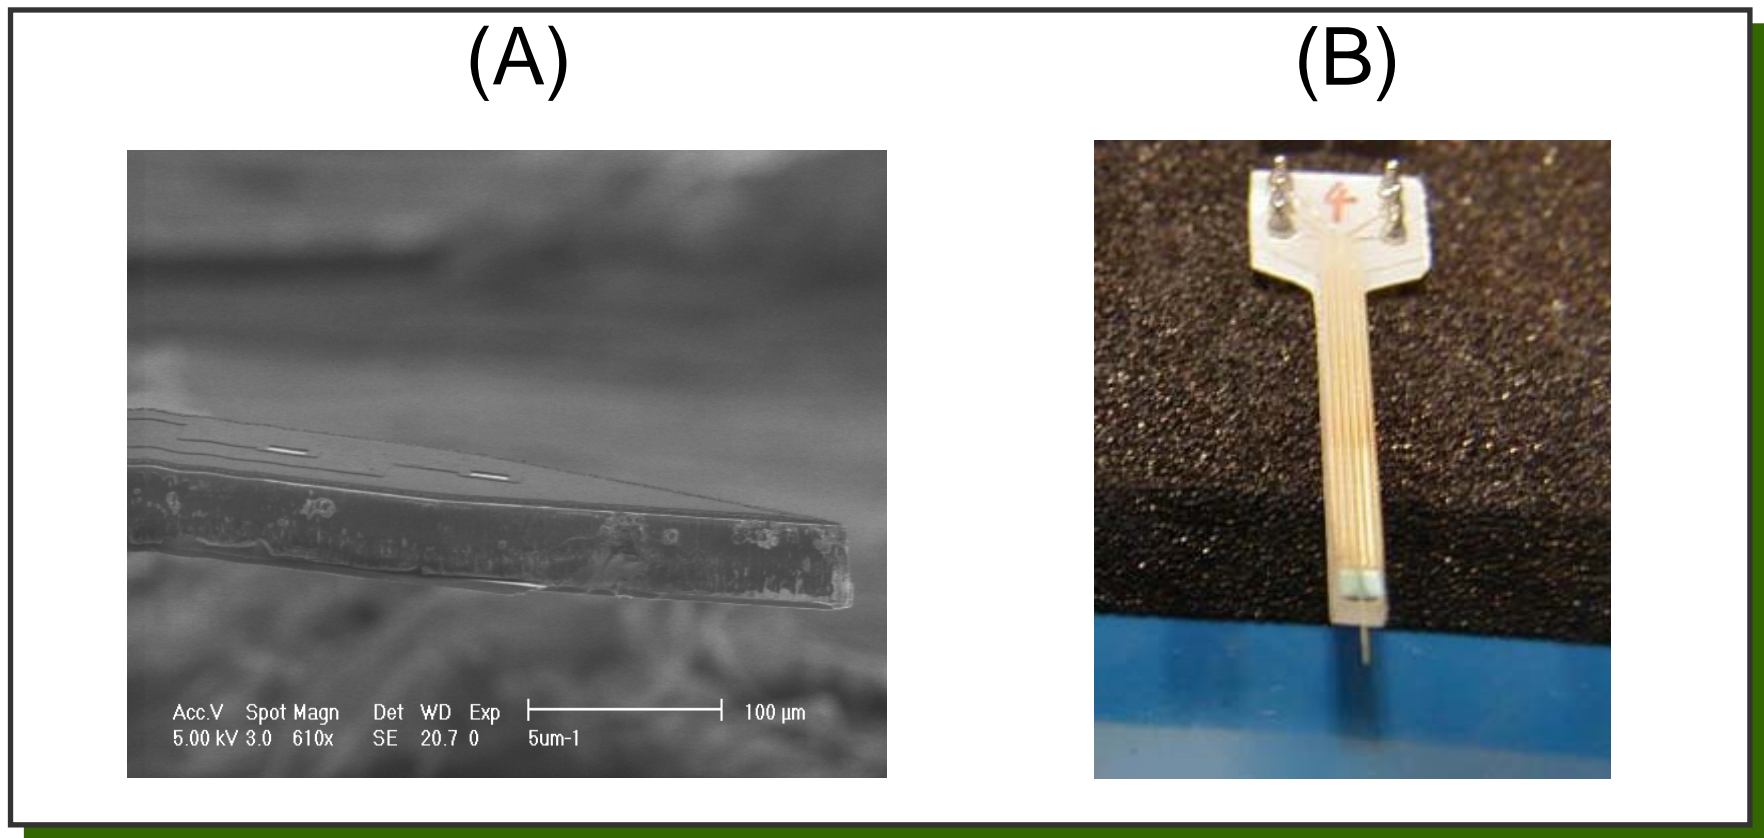 (A)
(B)
4
Acc.V Spot Magn Det WD Exp 100 µm
5.00 kV 3.0 610x SE 20.7 0 5um-1